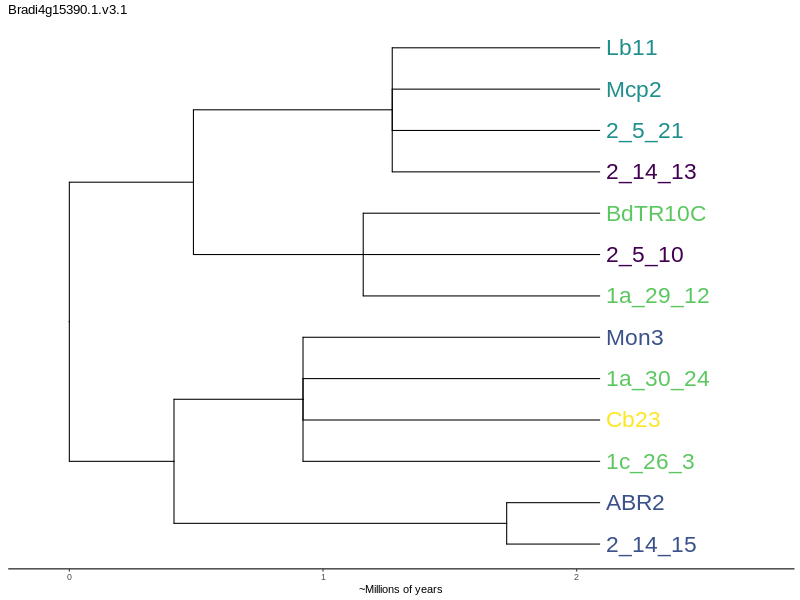 Bradi4g15390.1.v3.1
Lb11
Mcp2
2_5_21
2_14_13
BdTR10C
2_5_10
1a_29_12
Mon3
1a_30_24
Cb23
1c_26_3
ABR2
2_14_15
0 1 2
~Millions of years